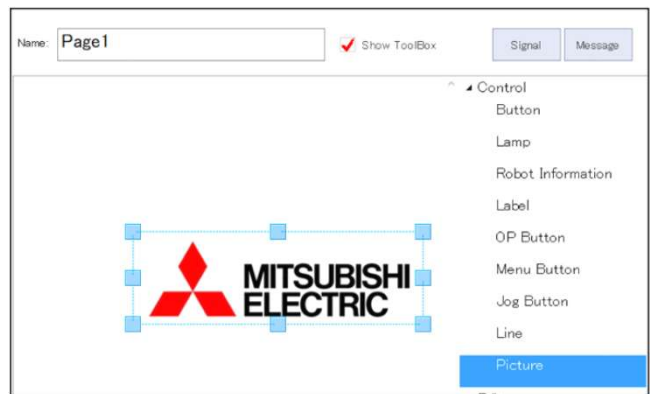 Name: Page1
Show ToolBox
Signal
Message
Control
Button
Lamp
Robot Information
Label
OP Button
Menu Button
Jog Button
Line
Picture
MITSUBISHI
ELECTRIC